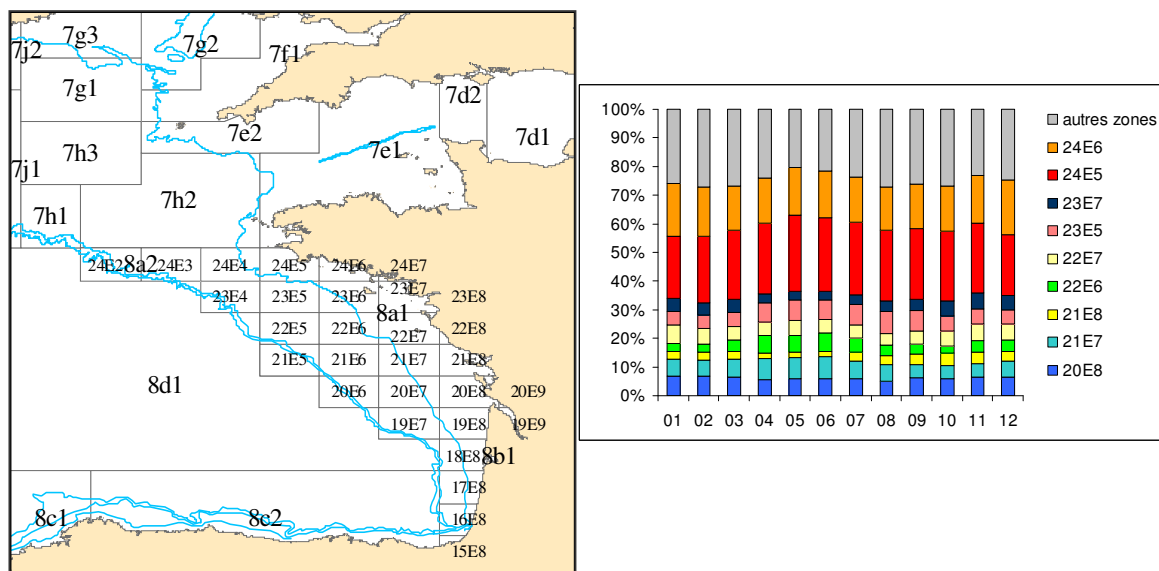 7g3
7g2
7j2
7f1
7g1
7d2
7e2
7d1
7e1
7h3
7j1
7h2
7h1
24E2 8a2 24E3 24E4 24E5 24E6 24E7
23E4 23E5 23E6 23E7 23E8
8a1
22E5 22E6 22E7 22E8
21E5 21E6 21E7 21E8
8d1
20E6 20E7 20E8 20E9
19E7 19E8 19E9
18E8 8b1
17E8
8c1 8c2 16E8
15E8
100%
90%
80%
70%
60%
50%
40%
30%
20%
10%
0%
01 02 03 04 05 06 07 08 09 10 11 12
autres zones
24E6
24E5
23E7
23E5
22E7
22E6
21E8
21E7
20E8